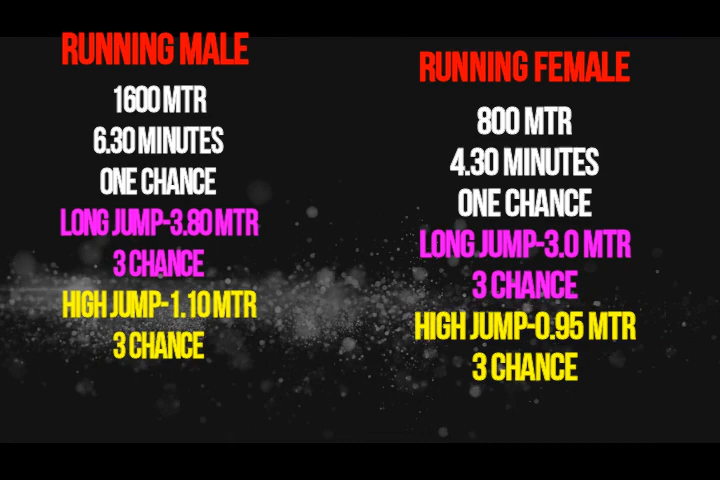 RUNNING MALE
1600 MTR
6.30 MINUTES
ONE CHANCE
LONG JUMP-3.80 MTR
3 CHANCE
HIGH JUMP-1.10 MTR
3 CHANCE
RUNNING FEMALE
800 MTR
4.30 MINUTES
ONE CHANCE
LONG JUMP-3.0 MTR
3 CHANCE
HIGH JUMP-0.95 MTR
3 CHANCE